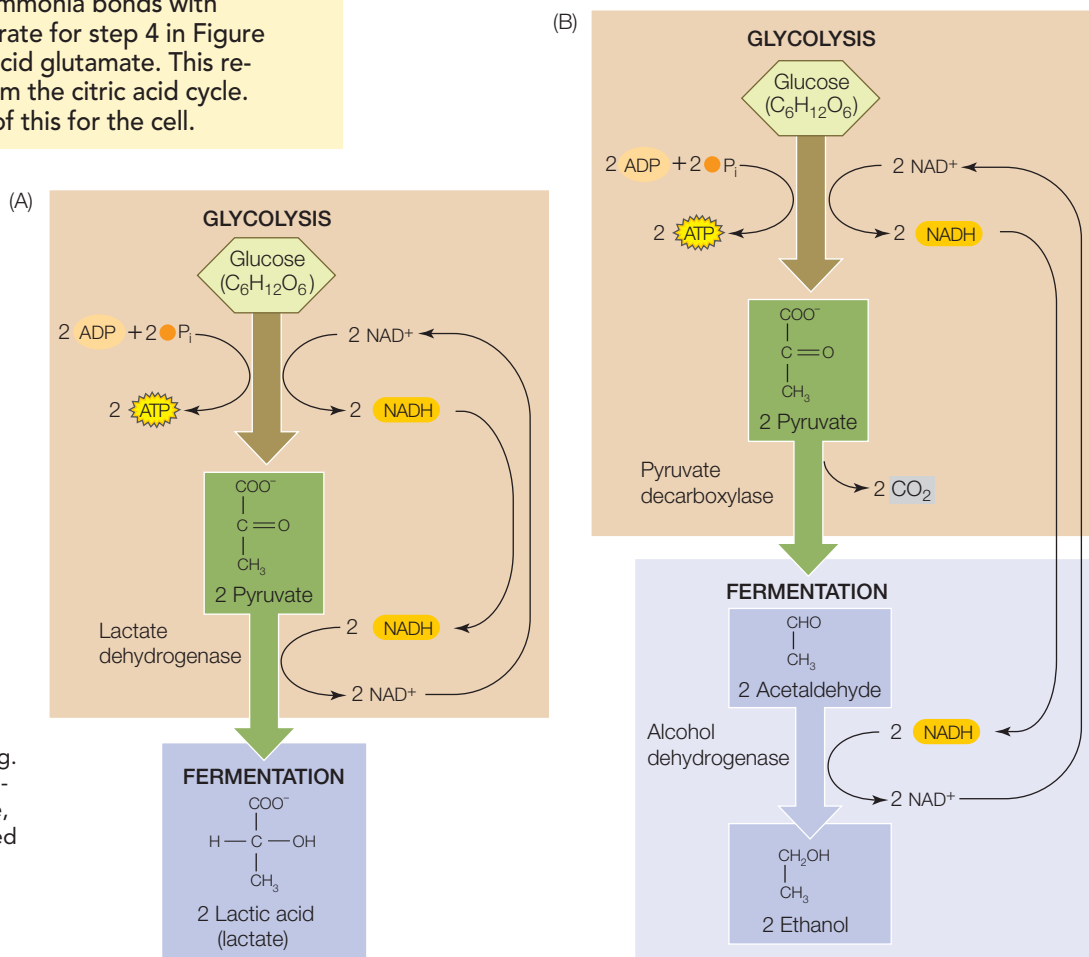 mmonia bonds with
rate for step 4 in Figure
cid glutamate. This re-
m the citric acid cycle.
of this for the cell.
(A)
GLYCOLYSIS
Glucose
(C6H12O6)
2 ADP + 2 Pi
2 NAD+
2 ATP
2 NADH
COO−
C=O
CH3
2 Pyruvate
Lactate
dehydrogenase
2 NADH
2 NAD+
g.
-
e,
ed
FERMENTATION
COO−
H—C—OH
CH3
2 Lactic acid
(lactate)
(B)
GLYCOLYSIS
Glucose
(C6H12O6)
2 ADP + 2 Pi
2 NAD+
2 ATP
2 NADH
COO−
C=O
CH3
2 Pyruvate
Pyruvate
decarboxylase
2 CO2
FERMENTATION
CHO
CH3
2 Acetaldehyde
Alcohol
dehydrogenase
2 NADH
2 NAD+
CH2OH
CH3
2 Ethanol